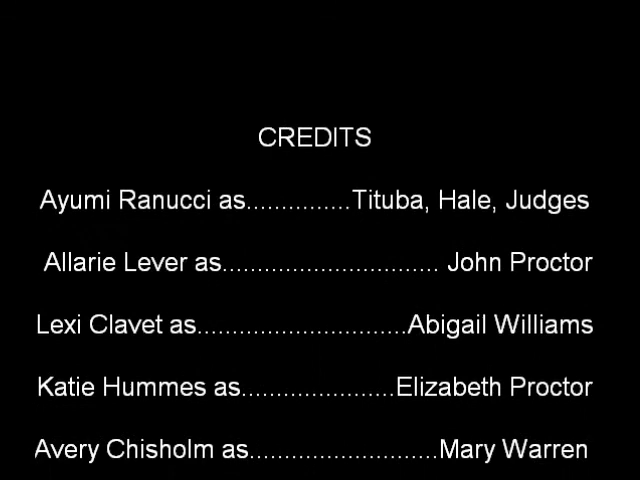 CREDITS
Ayumi Ranucci as...............Tituba, Hale, Judges
Allarie Lever as............................... John Proctor
Lexi Clavet as..............................Abigail Williams
Katie Hummes as......................Elizabeth Proctor
Avery Chisholm as...........................Mary Warren